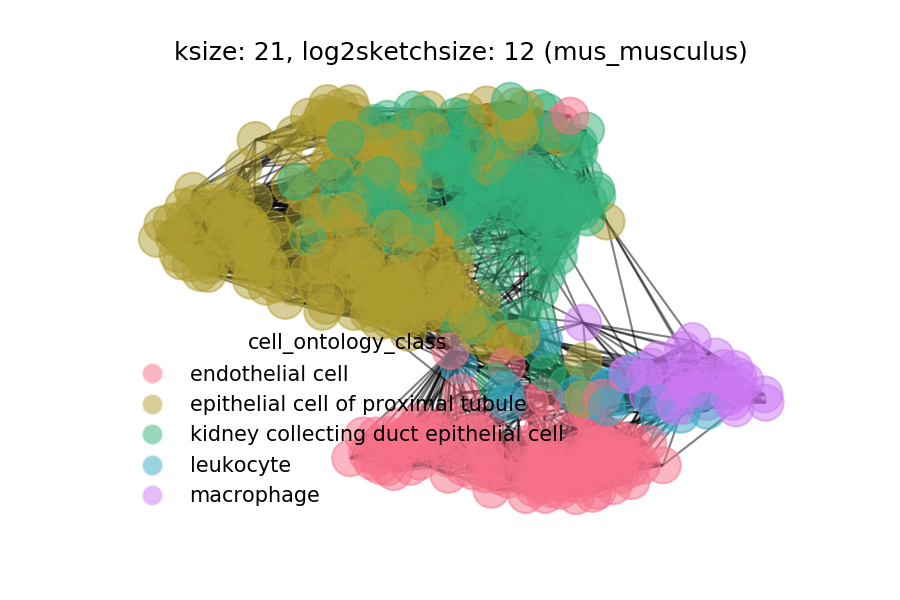 ksize: 21, log2sketchsize: 12 (mus_musculus)
cell_ontology_class
endothelial cell
epithelial cell of proximal tubule
kidney collecting duct epithelial cell
leukocyte
macrophage